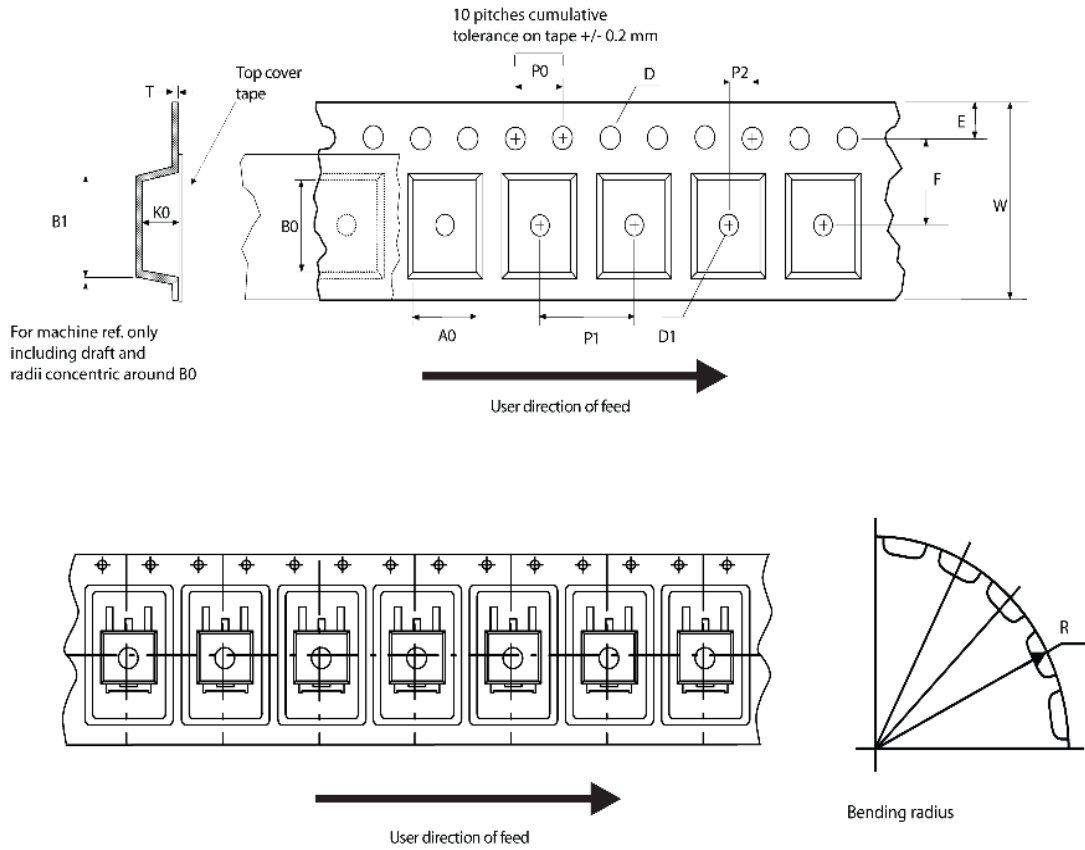 10 pitches cumulative
tolerance on tape +/- 0.2 mm
P0
D
P2
T
Top cover
tape
E
F
W
B1
K0
B0
A0
P1
D1
For machine ref. only
including draft and
radii concentric around B0
User direction of feed
R
Bending radius
User direction of feed